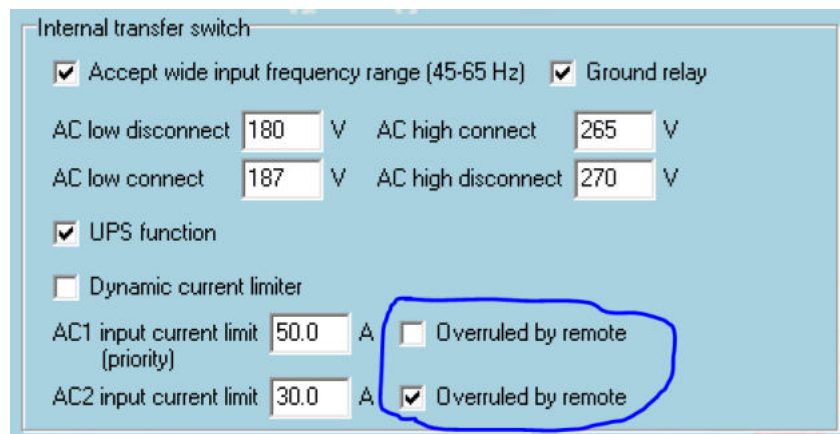 Internal transfer switch
Accept wide input frequency range (45-65 Hz) Ground relay
AC low disconnect 180 V AC high connect 265 V
AC low connect 187 V AC high disconnect 270 V
UPS function
Dynamic current limiter
AC1 input current limit 50.0 A Overruled by remote
(priority)
AC2 input current limit 30.0 A Overruled by remote